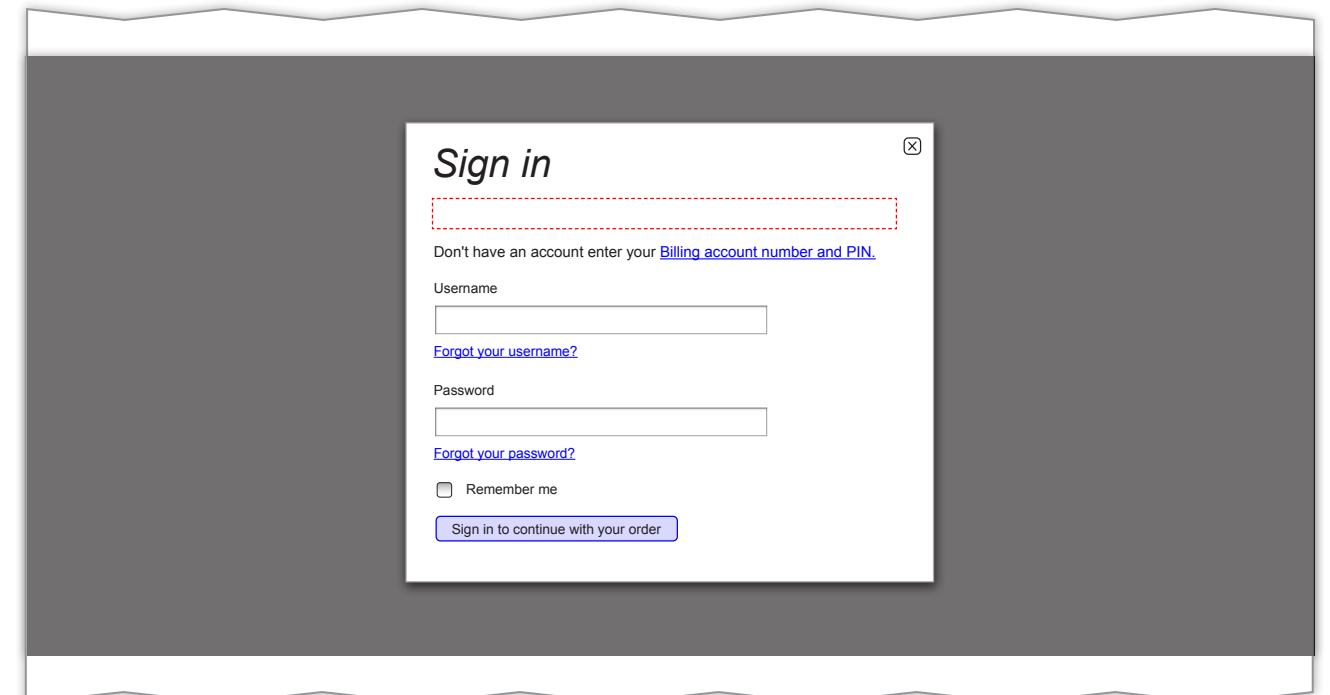 Sign in
Don't have an account enter your Billing account number and PIN.
Username
Forgot your username?
Password
Forgot your password?
Remember me
Sign in to continue with your order